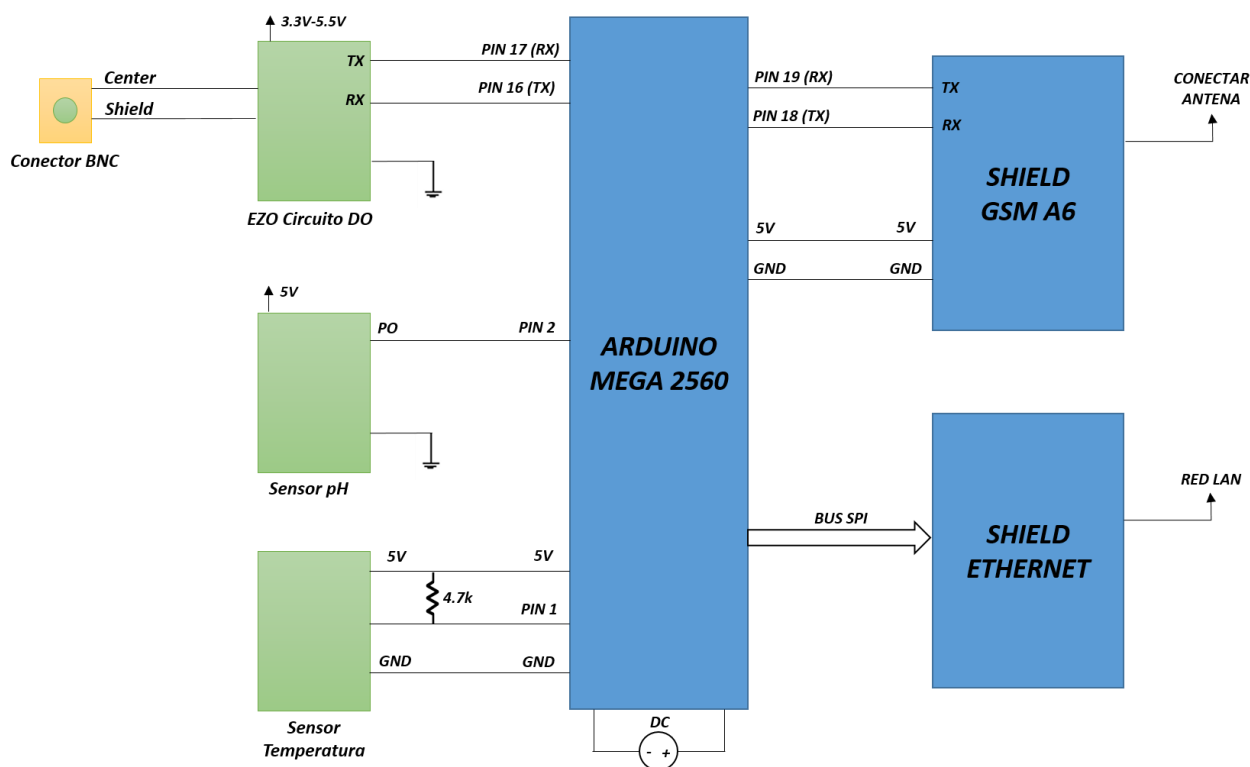 3.3V-5.5V
Center
Shield
Conector BNC
TX
RX
EZO Circuito DO
PIN 17 (RX)
PIN 16 (TX)
5V
PO
PIN 2
Sensor pH
5V
5V
4.7k
PIN 1
GND
GND
Sensor
Temperatura
ARDUINO
MEGA 2560
DC
- +
PIN 19 (RX)
PIN 18 (TX)
TX
RX
5V
5V
GND
GND
SHIELD
GSM A6
CONECTAR
ANTENA
BUS SPI
SHIELD
ETHERNET
RED LAN